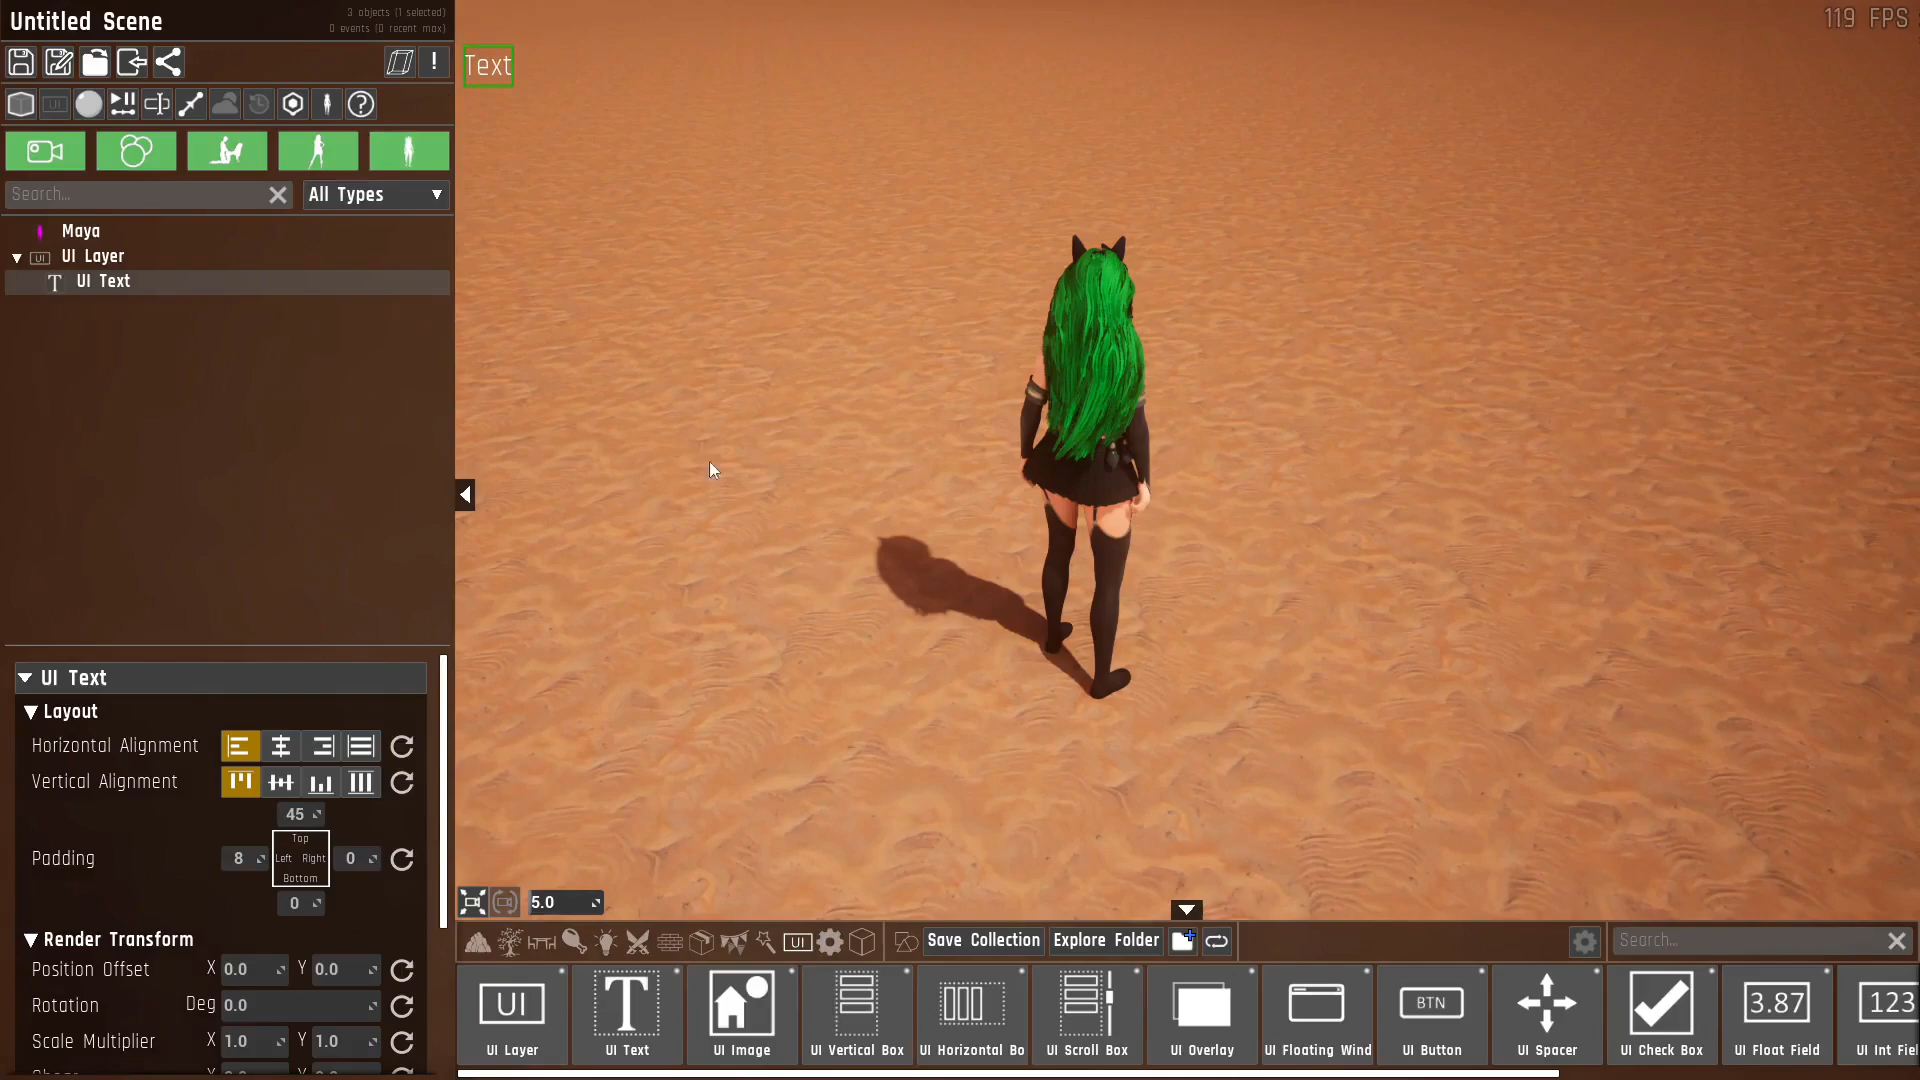 Untitled Scene
3 objects (1 selected)
0 events (0 recent max)
119 FPS
Text
!
UI
?
Search...
All Types
Maya
UI
UI Layer
T UI Text
UI Text
Layout
Horizontal Alignment
Vertical Alignment
45
Padding
8
Top
Left Right
Bottom
0
0
Render Transform
Position Offset X 0.0 Y 0.0
Rotation Deg 0.0
Scale Multiplier X 1.0 Y 1.0
5.0
UI
Save Collection
Explore Folder
Search...
UI
T
BTN
3.87
123
UI Layer
UI Text
UI Image
UI Vertical Box
UI Horizontal Bo
UI Scroll Box
UI Overlay
UI Floating Wind
UI Button
UI Spacer
UI Check Box
UI Float Field
UI Int Fiel